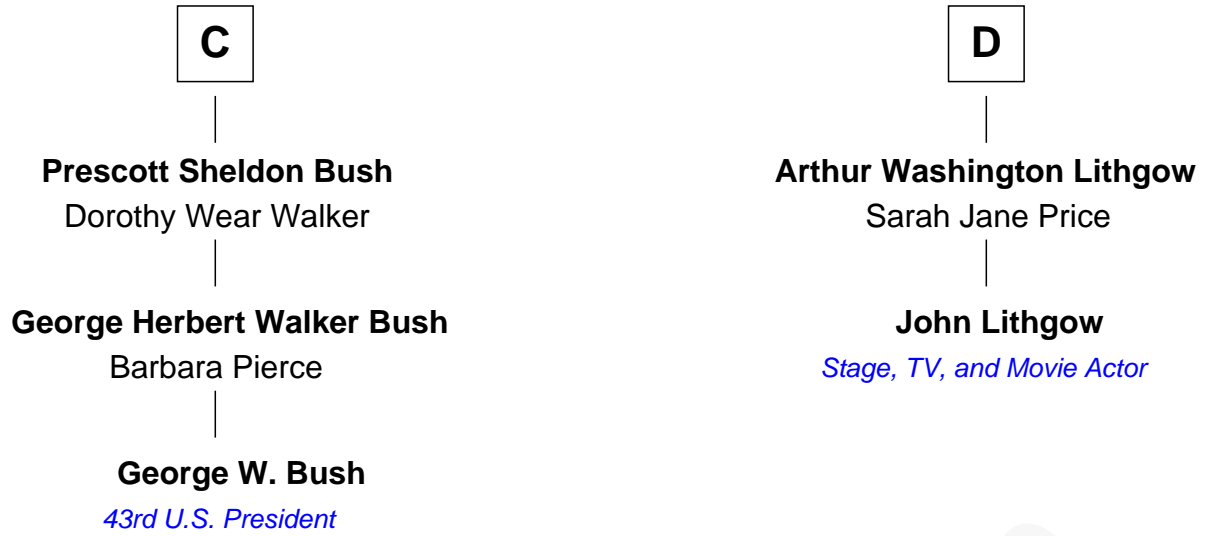 C
Prescott Sheldon Bush
Dorothy Wear Walker
George Herbert Walker Bush
Barbara Pierce
George W. Bush
43rd U.S. President
D
Arthur Washington Lithgow
Sarah Jane Price
John Lithgow
Stage, TV, and Movie Actor